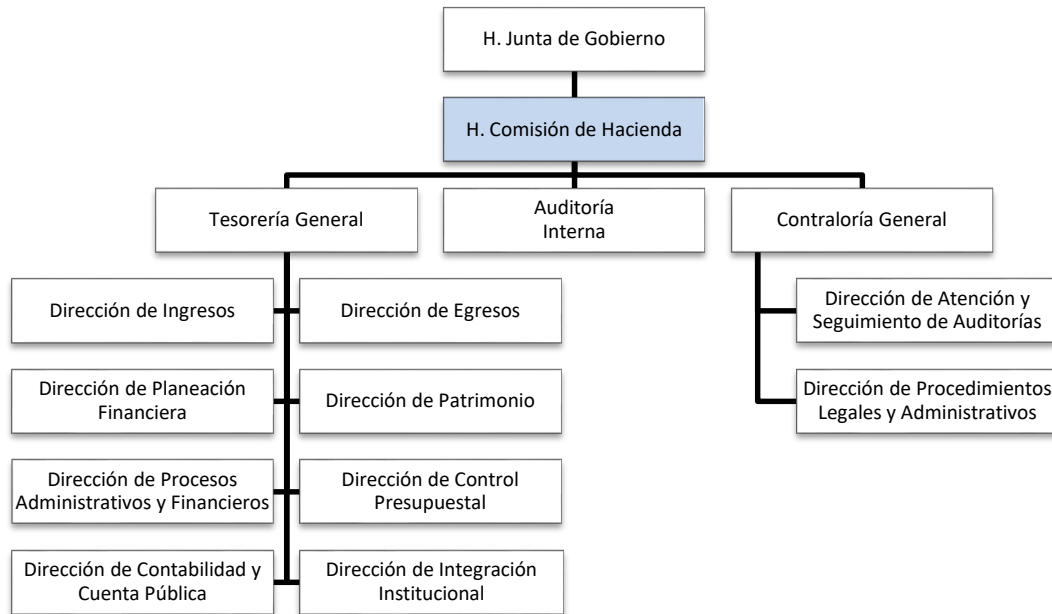 H. Junta de Gobierno
H. Comisión de Hacienda
Tesorería General
Auditoría
Interna
Contraloría General
Dirección de Ingresos
Dirección de Egresos
Dirección de Atención y
Seguimiento de Auditorías
Dirección de Planeación
Financiera
Dirección de Patrimonio
Dirección de Procedimientos
Legales y Administrativos
Dirección de Procesos
Administrativos y Financieros
Dirección de Control
Presupuestal
Dirección de Contabilidad y
Cuenta Pública
Dirección de Integración
Institucional